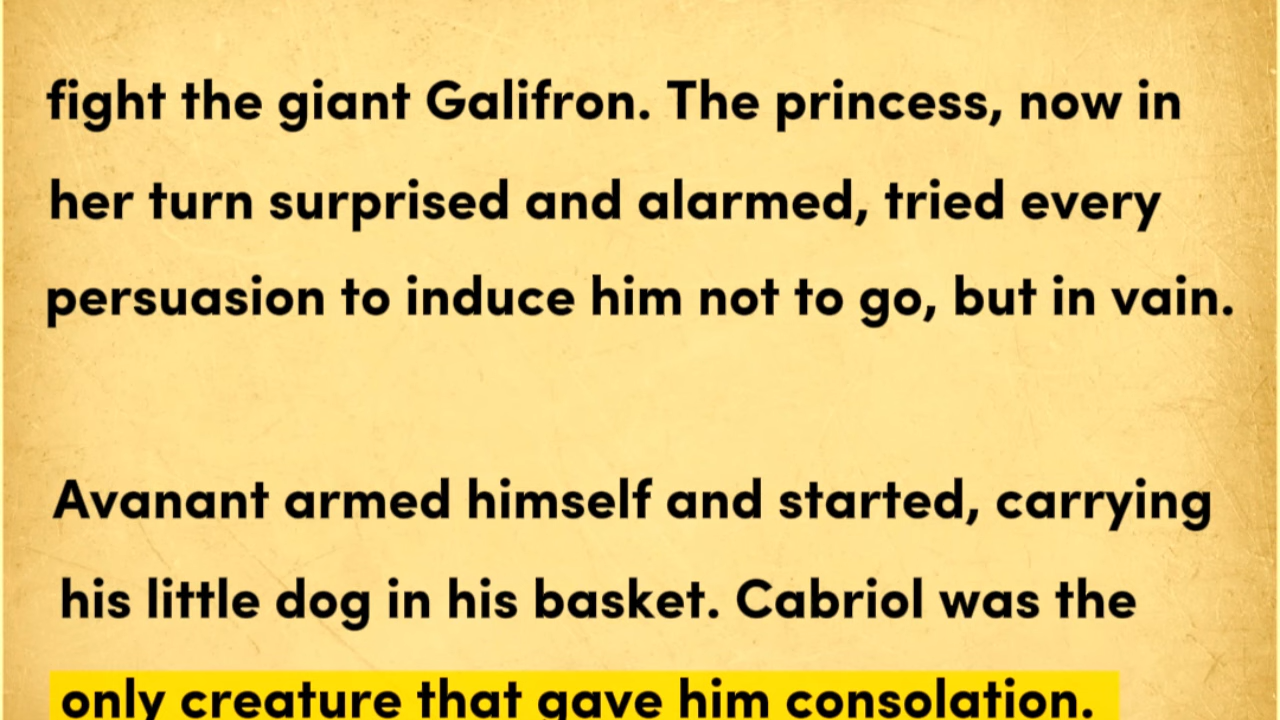 fight the giant Galifron. The princess, now in
her turn surprised and alarmed, tried every
persuasion to induce him not to go, but in vain.
Avanant armed himself and started, carrying
his little dog in his basket. Cabriol was the
only creature that gave him consolation.